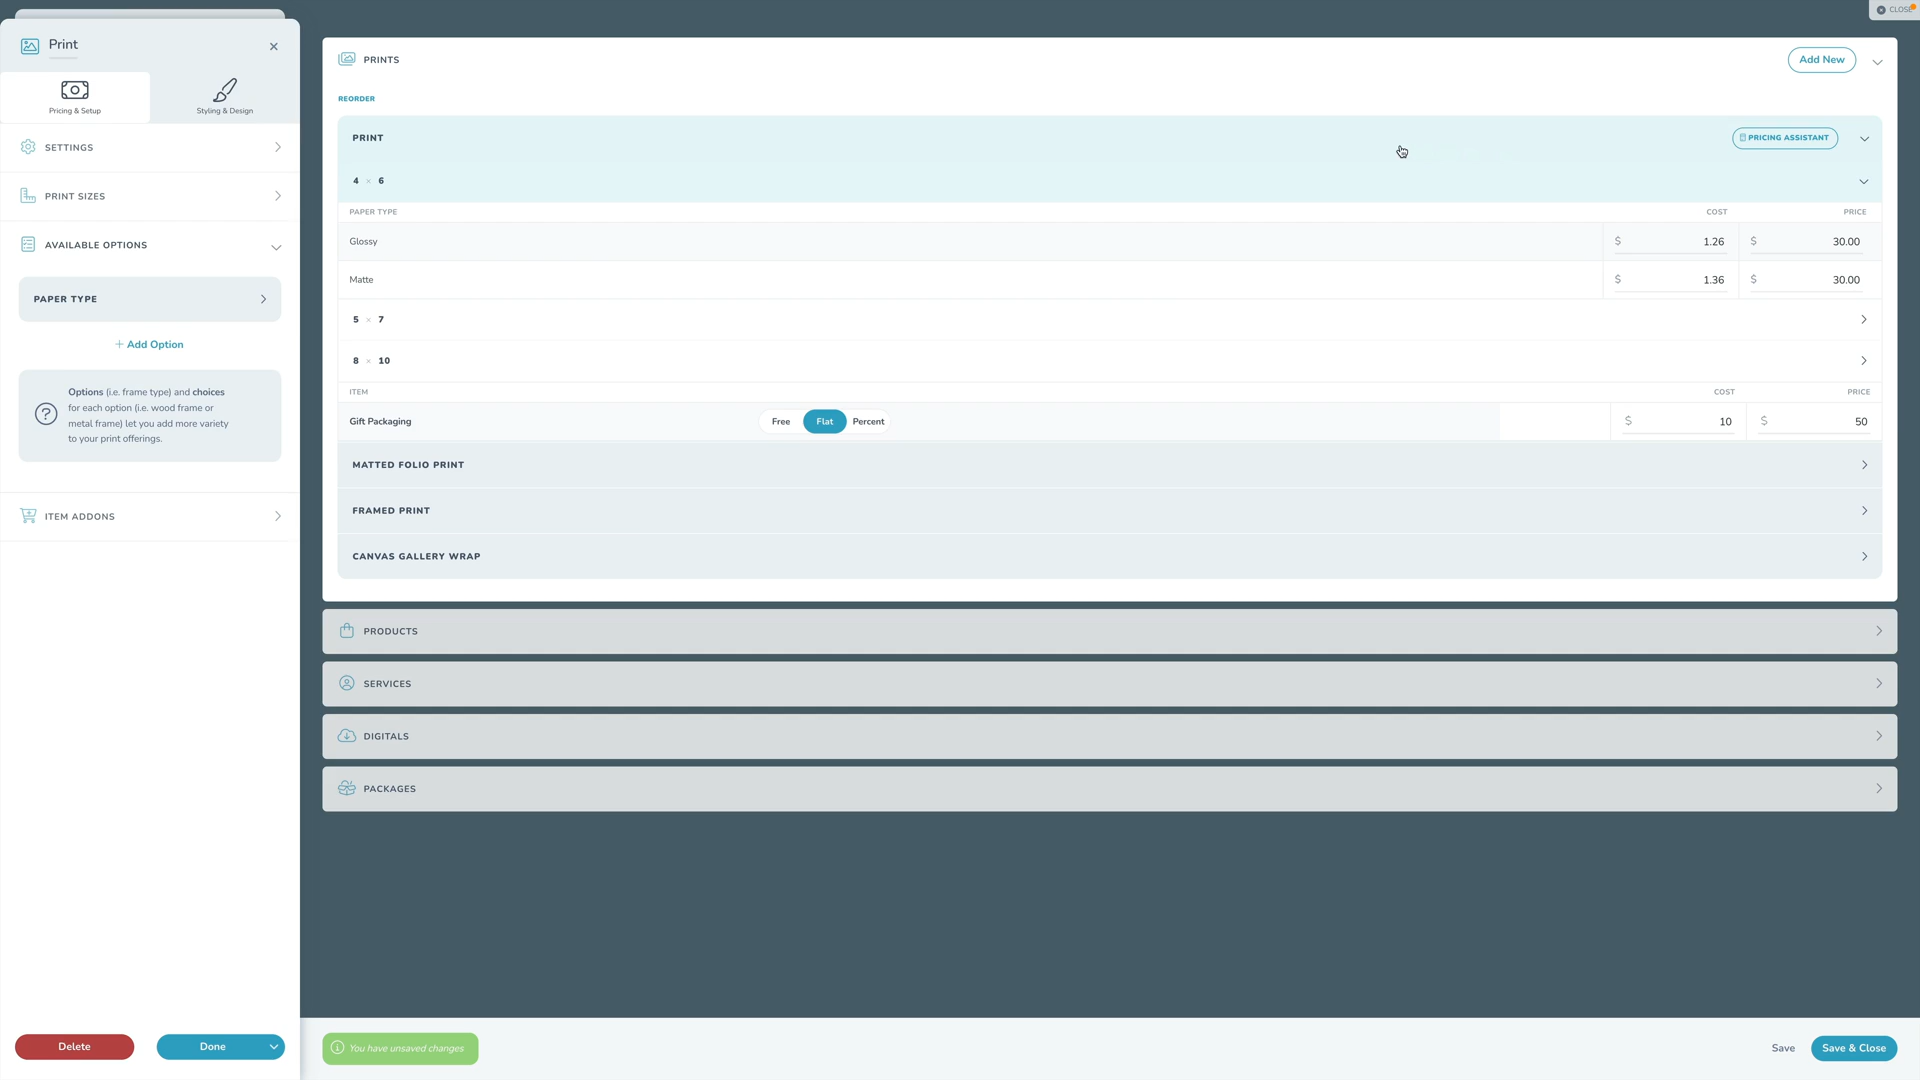 CLOSE
Print
Pricing & Setup
Styling & Design
SETTINGS
PRINT SIZES
AVAILABLE OPTIONS
PAPER TYPE
+ Add Option
Options (i.e. frame type) and choices
for each option (i.e. wood frame or
metal frame) let you add more variety
to your print offerings.
ITEM ADDONS
Delete
Done
PRINTS
Add New
REORDER
PRINT
PRICING ASSISTANT
4 × 6
PAPER TYPE COST PRICE
Glossy $ 1.26 $ 30.00
Matte $ 1.36 $ 30.00
5 × 7
8 × 10
ITEM COST PRICE
Gift Packaging Free Flat Percent $ 10 $ 50
MATTED FOLIO PRINT
FRAMED PRINT
CANVAS GALLERY WRAP
PRODUCTS
SERVICES
DIGITALS
PACKAGES
You have unsaved changes
Save
Save & Close